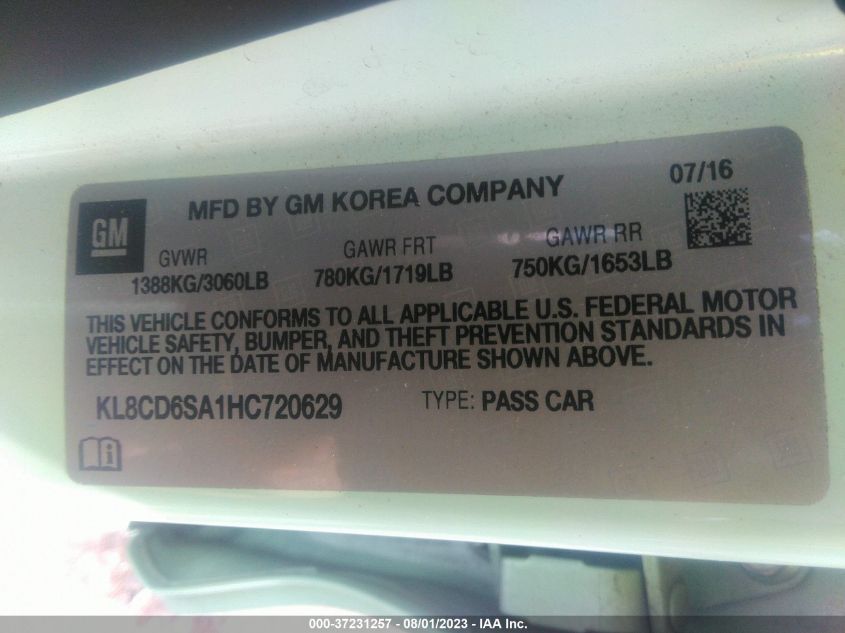 07/16
MFD BY GM KOREA COMPANY
GM
GVWR
1388KG/3060LB
GAWR FRT
780KG/1719LB
GAWR RR
750KG/1653LB
THIS VEHICLE CONFORMS TO ALL APPLICABLE U.S. FEDERAL MOTOR
VEHICLE SAFETY, BUMPER, AND THEFT PREVENTION STANDARDS IN
EFFECT ON THE DATE OF MANUFACTURE SHOWN ABOVE.
KL8CD6SA1HC720629
TYPE: PASS CAR
000-37231257 - 08/01/2023 - IAA Inc.